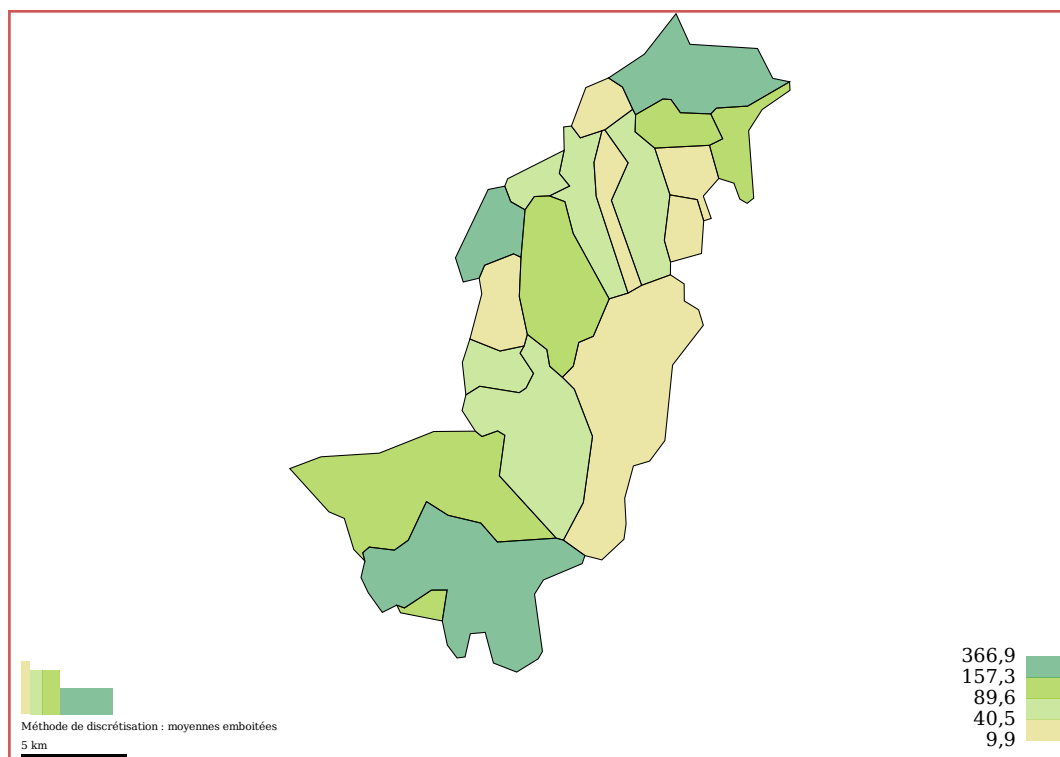 366,9
157,3
89,6
40,5
9,9
Méthode de discrétisation : moyennes emboitées
5 km